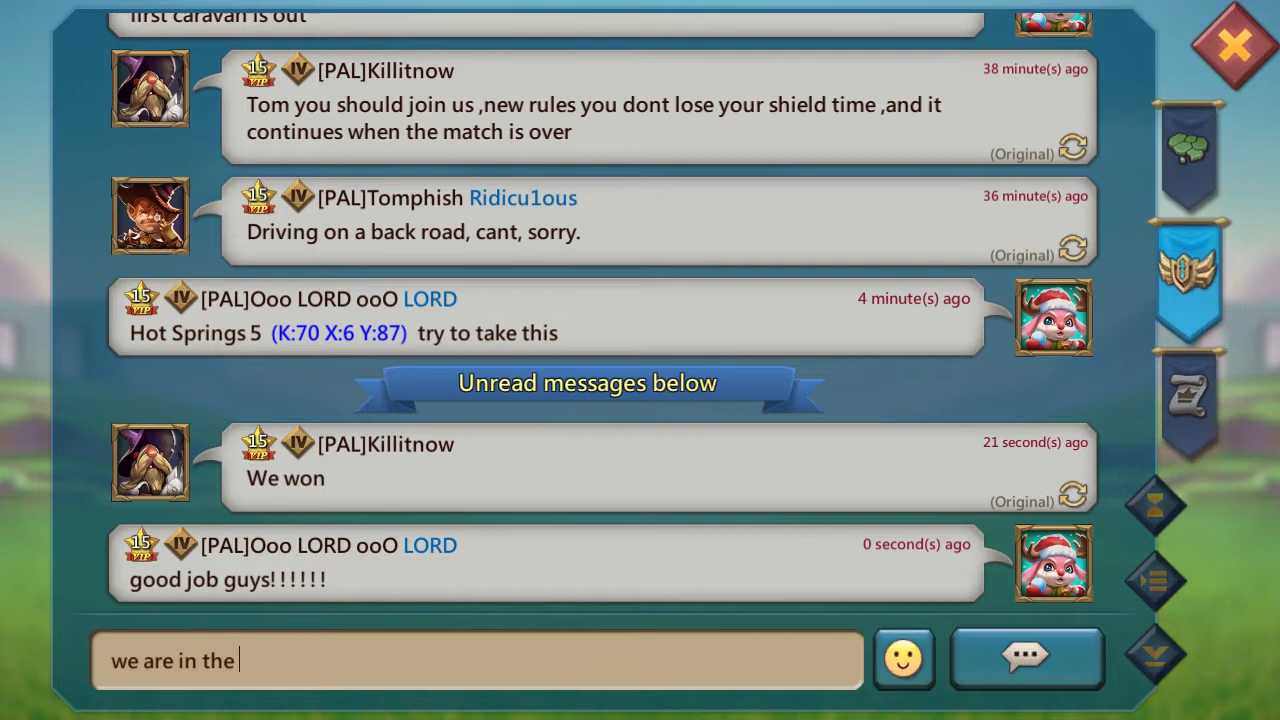 first caravan is out
15 VIP IV [PAL]Killitnow 38 minute(s) ago
Tom you should join us ,new rules you dont lose your shield time ,and it
continues when the match is over
(Original)
15 VIP IV [PAL]Tomphish Ridicu1ous 36 minute(s) ago
Driving on a back road, cant, sorry.
(Original)
15 VIP IV [PAL]Ooo LORD ooO LORD 4 minute(s) ago
Hot Springs 5 (K:70 X:6 Y:87) try to take this
Unread messages below
15 VIP IV [PAL]Killitnow 21 second(s) ago
We won
(Original)
15 VIP IV [PAL]Ooo LORD ooO LORD 0 second(s) ago
good job guys!!!!!!
we are in the